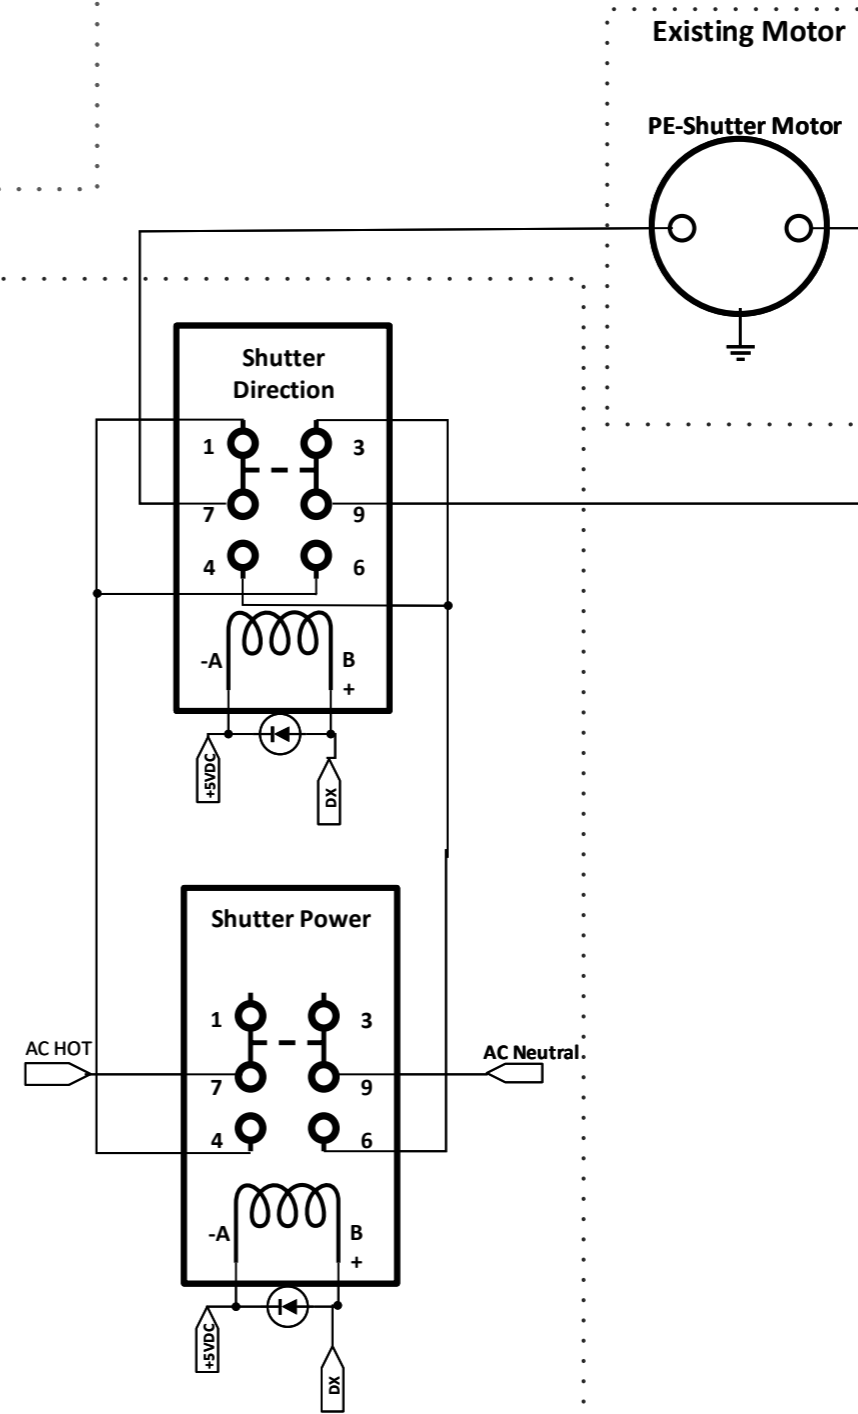 Existing Motor
PE-Shutter Motor
Shutter
Direction
1
3
7
9
4
6
-A
B
+
+5VDC
DX
Shutter Power
1
3
AC HOT
AC Neutral
7
9
4
6
-A
B
+
+5VDC
DX